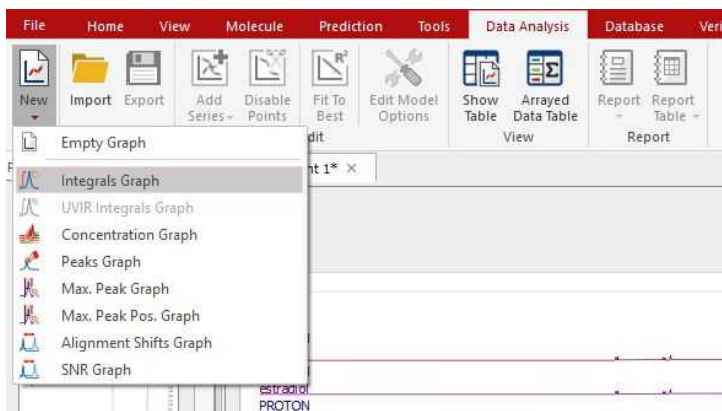 File Home View Molecule Prediction Tools Data Analysis Database Veri
New Import Export Add Series Disable Points Fit To Best Edit Model Options Show Table Arrayed Data Table Report Report Table
dit View Report
Empty Graph
nt 1*
Integrals Graph
UVIR Integrals Graph
Concentration Graph
Peaks Graph
Max. Peak Graph
Max. Peak Pos. Graph
Alignment Shifts Graph
SNR Graph
estradiol
PROTON